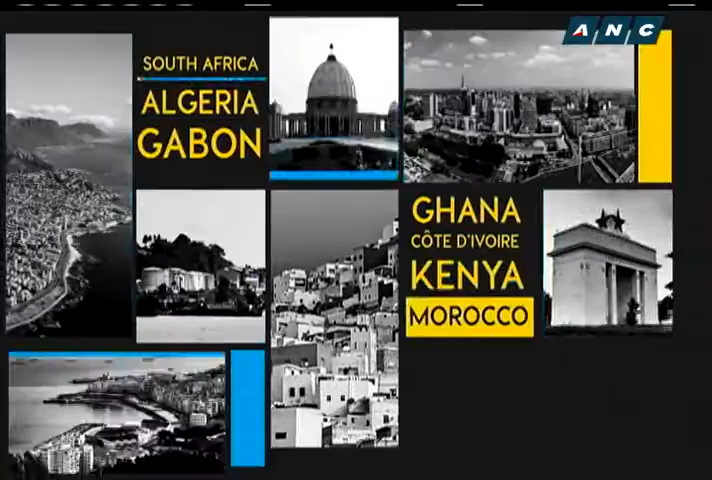 ANC
SOUTH AFRICA
ALGERIA
GABON
GHANA
CÔTE D'IVOIRE
KENYA
MOROCCO